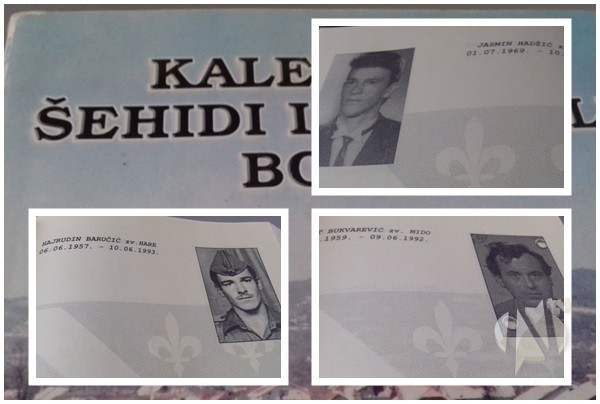 KALE
ŠEHIDI
BO
JASMIN HADŽIĆ
01.07.1969. - 10
HAJRUDIN BARUČIĆ zv. HARE
06.06.1957. - 10.06.1993.
BUKVAREVIĆ zv. MIDO
.1959. - 09.06.1992.